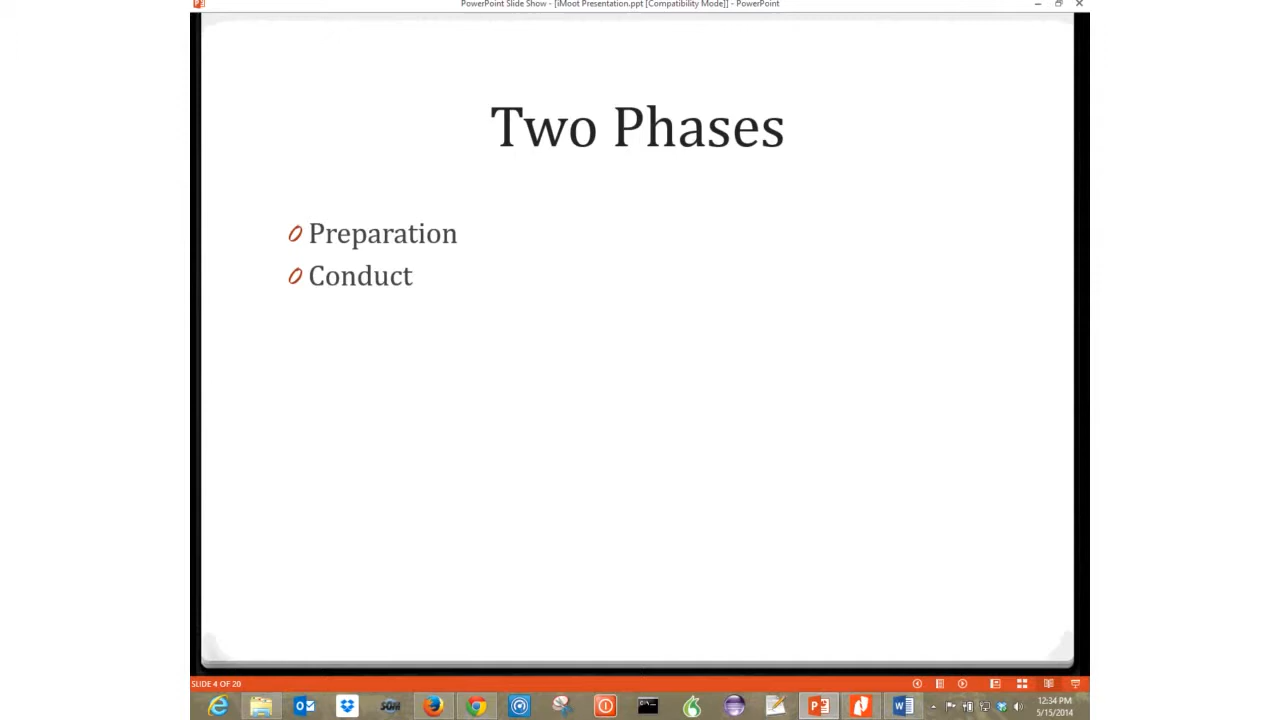 PowerPoint Slide Show - [iMoot Presentation.ppt [Compatibility Mode]] - PowerPoint
Two Phases
Preparation
Conduct
SLIDE 4 OF 20
12:34 PM
5/15/2014